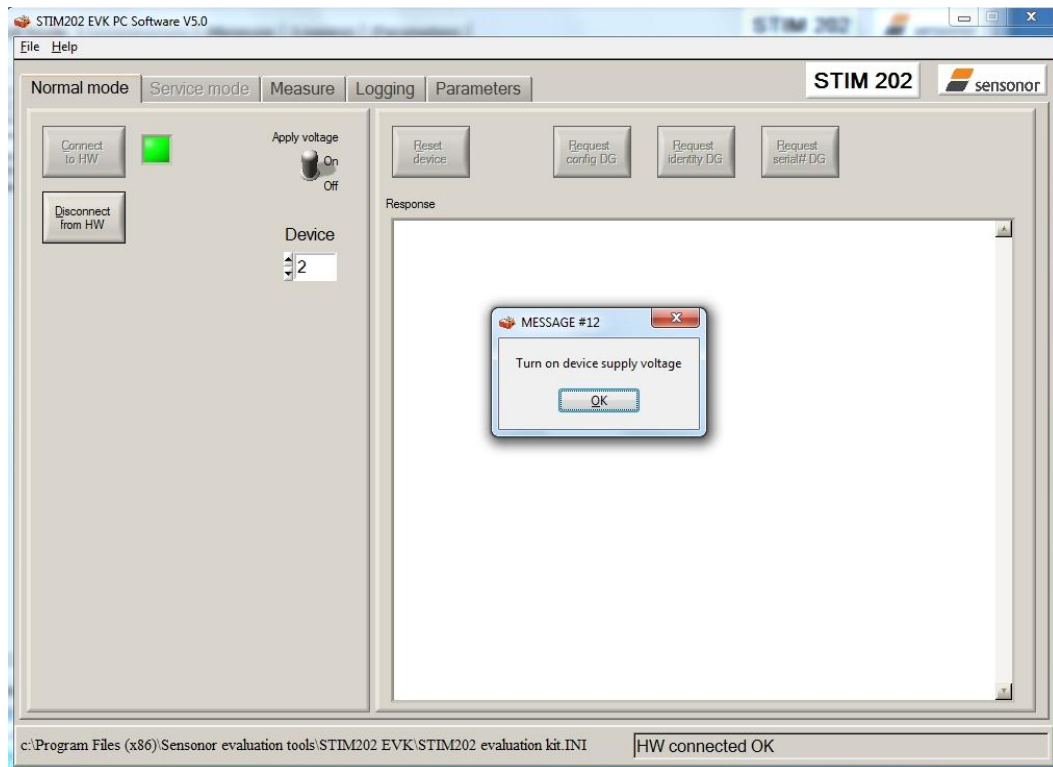 STIM202 EVK PC Software V5.0
File Help
Normal mode Service mode Measure Logging Parameters
STIM 202
sensonor
Connect
to HW
Apply voltage
On
Off
Disconnect
from HW
Device
2
Reset
device
Request
config DG
Request
identity DG
Request
serial# DG
Response
MESSAGE #12
Turn on device supply voltage
OK
c:\Program Files (x86)\Sensonor evaluation tools\STIM202 EVK\STIM202 evaluation kit.INI
HW connected OK